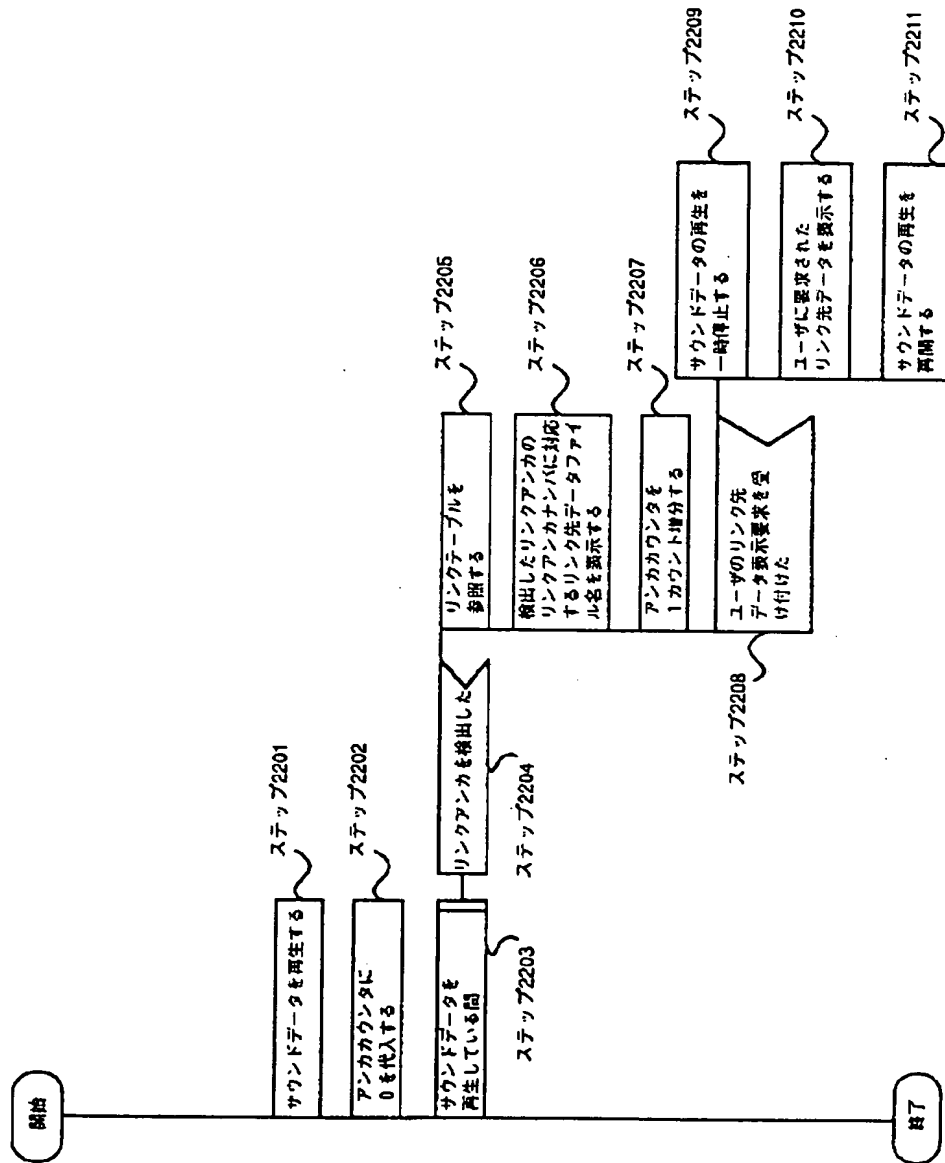 開始
サウンドデータを再生する
ステップ2201
アンカカウンタに
0を代入する
ステップ2202
サウンドデータを
再生している間
ステップ2203
リンクアンカを検出した
ステップ2204
リンクテーブルを
参照する
ステップ2205
検出したリンクアンカの
リンクアンカナンバに対応
するリンク先データファイ
ル名を表示する
ステップ2206
アンカカウンタを
1カウント増分する
ステップ2207
ユーザのリンク先
データ表示要求を受
け付けた
ステップ2208
サウンドデータの再生を
一時停止する
ステップ2209
ユーザに要求された
リンク先データを表示する
ステップ2210
サウンドデータの再生を
再開する
ステップ2211
終了